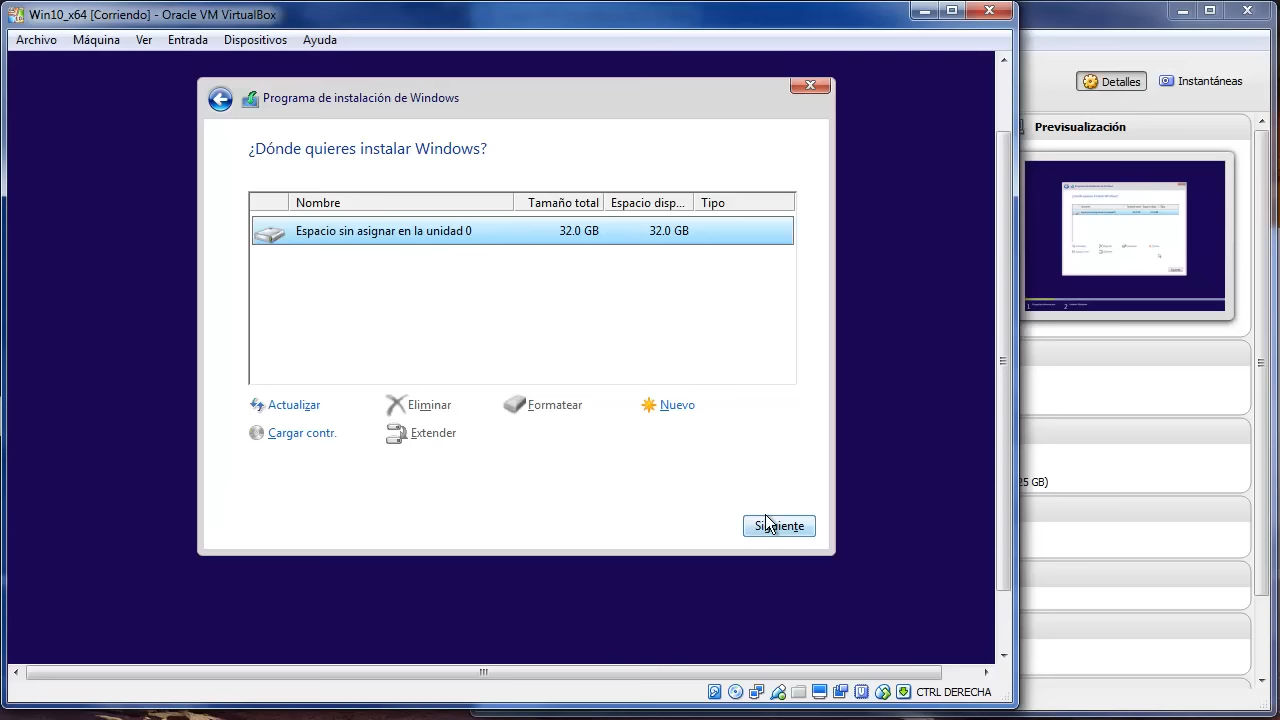 Win10_x64 [Corriendo] - Oracle VM VirtualBox
Archivo Máquina Ver Entrada Dispositivos Ayuda
Detalles Instantáneas
Programa de instalación de Windows
Previsualización
¿Dónde quieres instalar Windows?
Nombre Tamaño total Espacio disp... Tipo
Espacio sin asignar en la unidad 0 32.0 GB 32.0 GB
Actualizar Eliminar Formatear Nuevo
Cargar contr. Extender
25 GB)
Siguiente
CTRL DERECHA